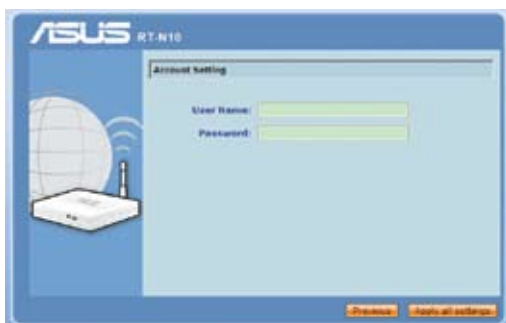 ASUS RT-N10
Account Setting
User Name:
Password:
Previous Apply all settings